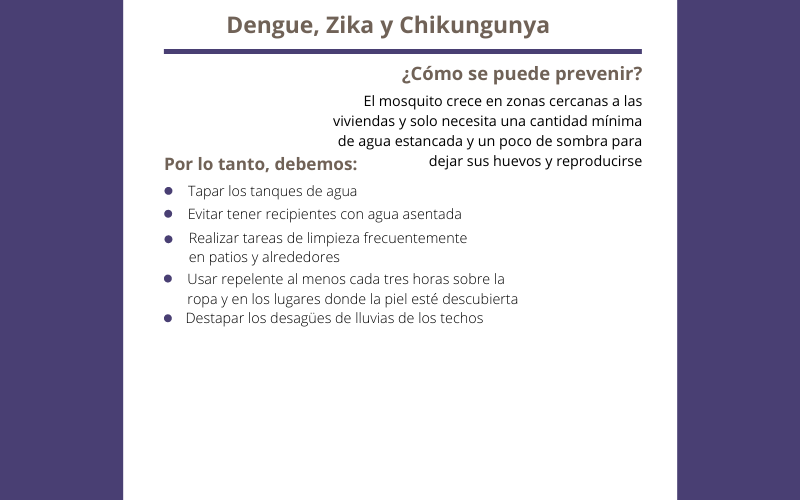 Dengue, Zika y Chikungunya
¿Cómo se puede prevenir?
El mosquito crece en zonas cercanas a las
viviendas y solo necesita una cantidad mínima
de agua estancada y un poco de sombra para
dejar sus huevos y reproducirse
Por lo tanto, debemos:
Tapar los tanques de agua
Evitar tener recipientes con agua asentada
Realizar tareas de limpieza frecuentemente
en patios y alrededores
Usar repelente al menos cada tres horas sobre la
ropa y en los lugares donde la piel esté descubierta
Destapar los desagües de lluvias de los techos